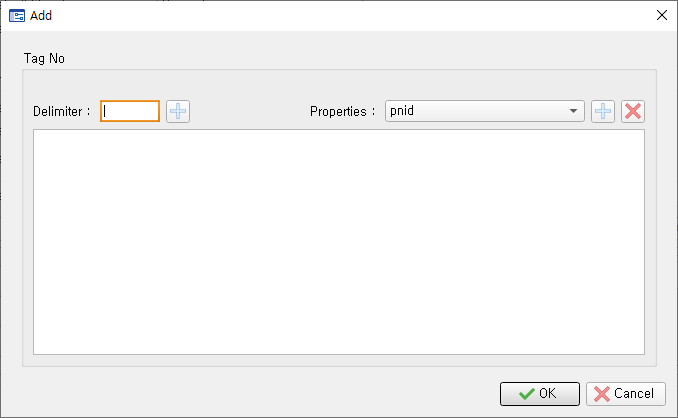 Add
Tag No
Delimiter : Properties : pnid
OK Cancel